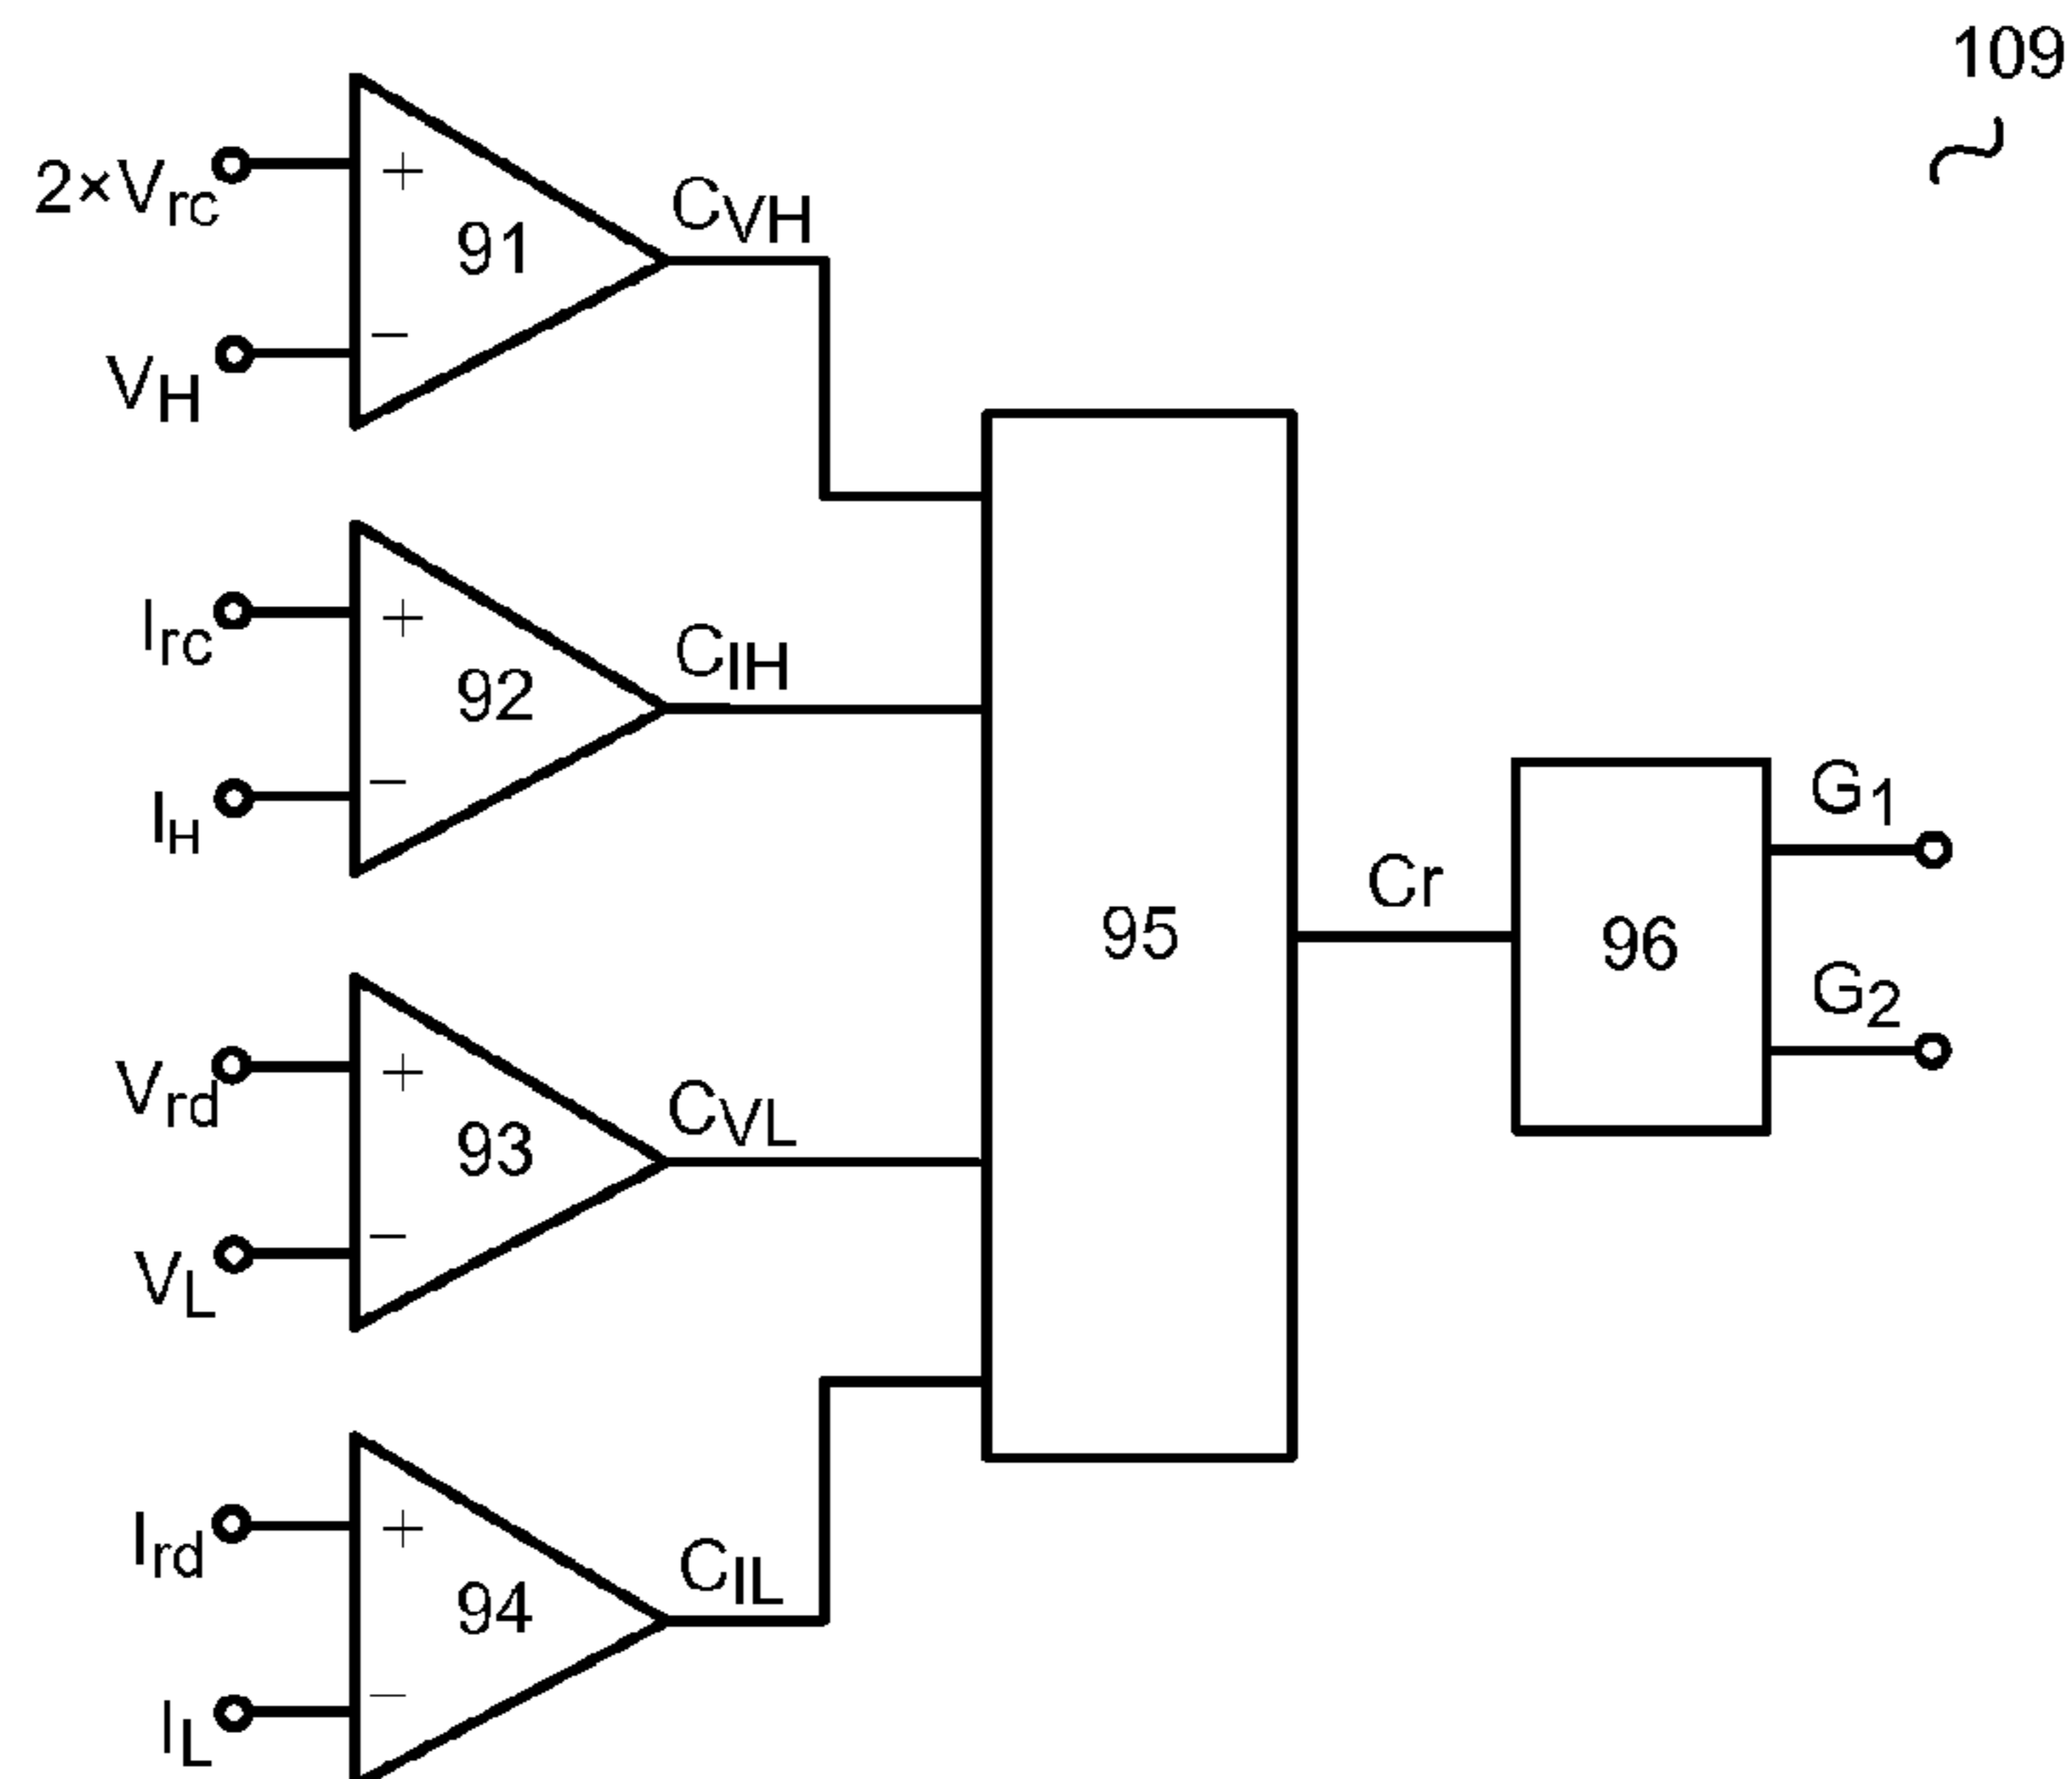 109
2×Vrc
+
91
−
VH
CVH
Irc
+
92
−
IH
CIH
95
Cr
96
G1
G2
Vrd
+
93
−
VL
CVL
Ird
+
94
−
IL
CIL